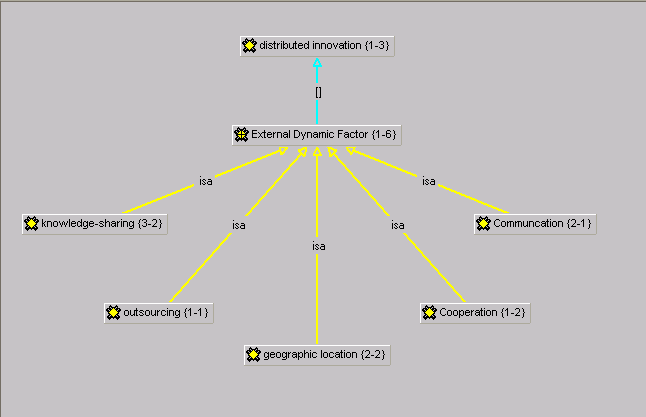 distributed innovation {1-3}
[]
External Dynamic Factor {1-6}
isa
isa
knowledge-sharing {3-2}
isa
isa
Communcation {2-1}
isa
outsourcing {1-1}
Cooperation {1-2}
geographic location {2-2}